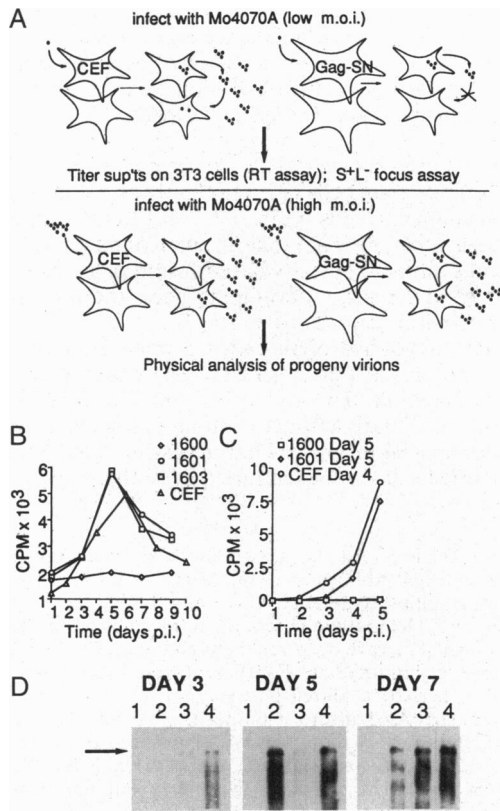 A
infect with Mo4070A (low m.o.i.)
CEF
Gag-SN
Titer sup'ts on 3T3 cells (RT assay); S+L- focus assay
infect with Mo4070A (high m.o.i.)
CEF
Gag-SN
Physical analysis of progeny virions
B
1600
1601
1603
CEF
CPM x 10³
6
5
4
3
2
1
1 2 3 4 5 6 7 8 9 10
Time (days p.i.)
C
1600 Day 5
1601 Day 5
CEF Day 4
CPM x 10³
10
7.5
5
2.5
0
1 2 3 4 5
Time (days p.i.)
D
DAY 3 DAY 5 DAY 7
1 2 3 4 1 2 3 4 1 2 3 4